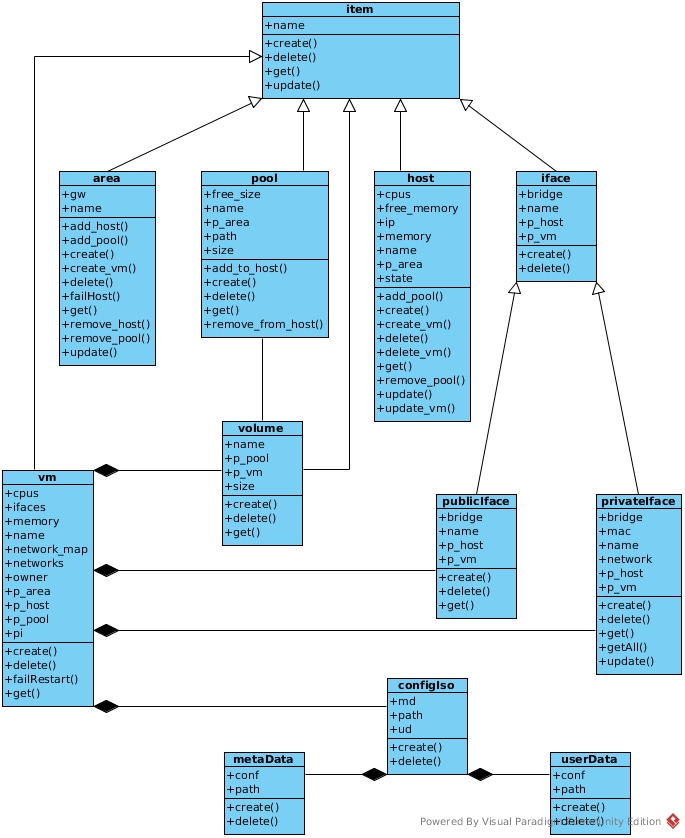 item
+name
+create()
+delete()
+get()
+update()
area
+gw
+name
+add_host()
+add_pool()
+create()
+create_vm()
+delete()
+failHost()
+get()
+remove_host()
+remove_pool()
+update()
pool
+free_size
+name
+p_area
+path
+size
+add_to_host()
+create()
+delete()
+get()
+remove_from_host()
host
+cpus
+free_memory
+ip
+memory
+name
+p_area
+state
+add_pool()
+create()
+create_vm()
+delete()
+delete_vm()
+get()
+remove_pool()
+update()
+update_vm()
iface
+bridge
+name
+p_host
+p_vm
+create()
+delete()
volume
+name
+p_pool
+p_vm
+size
+create()
+delete()
+get()
vm
+cpus
+ifaces
+memory
+name
+network_map
+networks
+owner
+p_area
+p_host
+p_pool
+pi
+create()
+delete()
+failRestart()
+get()
publicIface
+bridge
+name
+p_host
+p_vm
+create()
+delete()
+get()
privateIface
+bridge
+mac
+name
+network
+p_host
+p_vm
+create()
+delete()
+get()
+getAll()
+update()
configIso
+md
+path
+ud
+create()
+delete()
metaData
+conf
+path
+create()
+delete()
userData
+conf
+path
+create()
+delete()
Powered By Visual Paradigm Community Edition